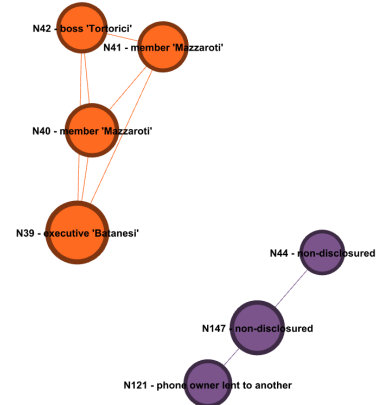 N42 - boss 'Tortorici'
N41 - member 'Mazzaroti'
N40 - member 'Mazzaroti'
N39 - executive 'Batanesi'
N44 - non-disclosured
N147 - non-disclosured
N121 - phone owner lent to another